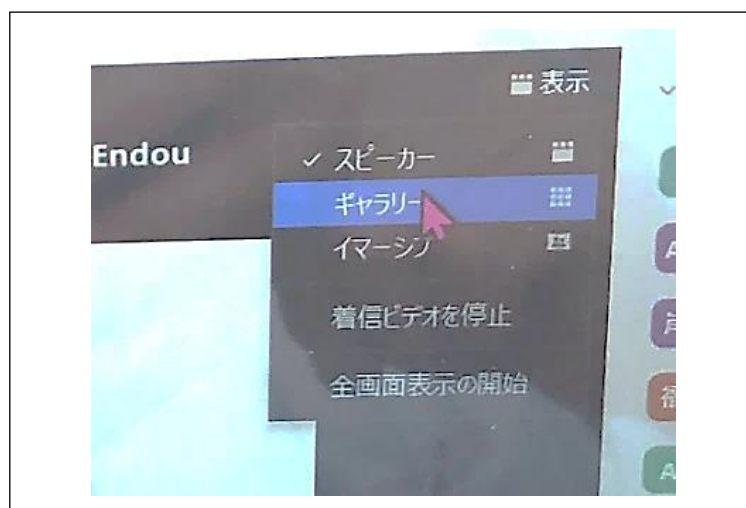 表示
Endou
✓ スピーカー
ギャラリー
イマーシブ
着信ビデオを停止
全画面表示の開始
A
A